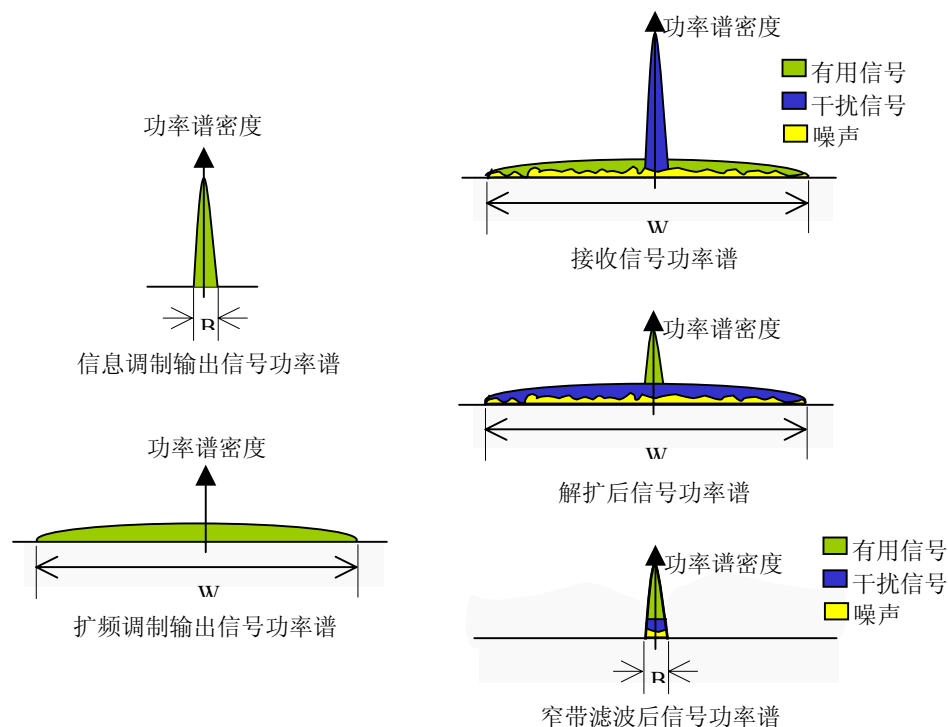 功率谱密度
B
信息调制输出信号功率谱
功率谱密度
W
扩频调制输出信号功率谱
功率谱密度
有用信号
干扰信号
噪声
W
接收信号功率谱
功率谱密度
W
解扩后信号功率谱
功率谱密度
有用信号
干扰信号
噪声
B
窄带滤波后信号功率谱